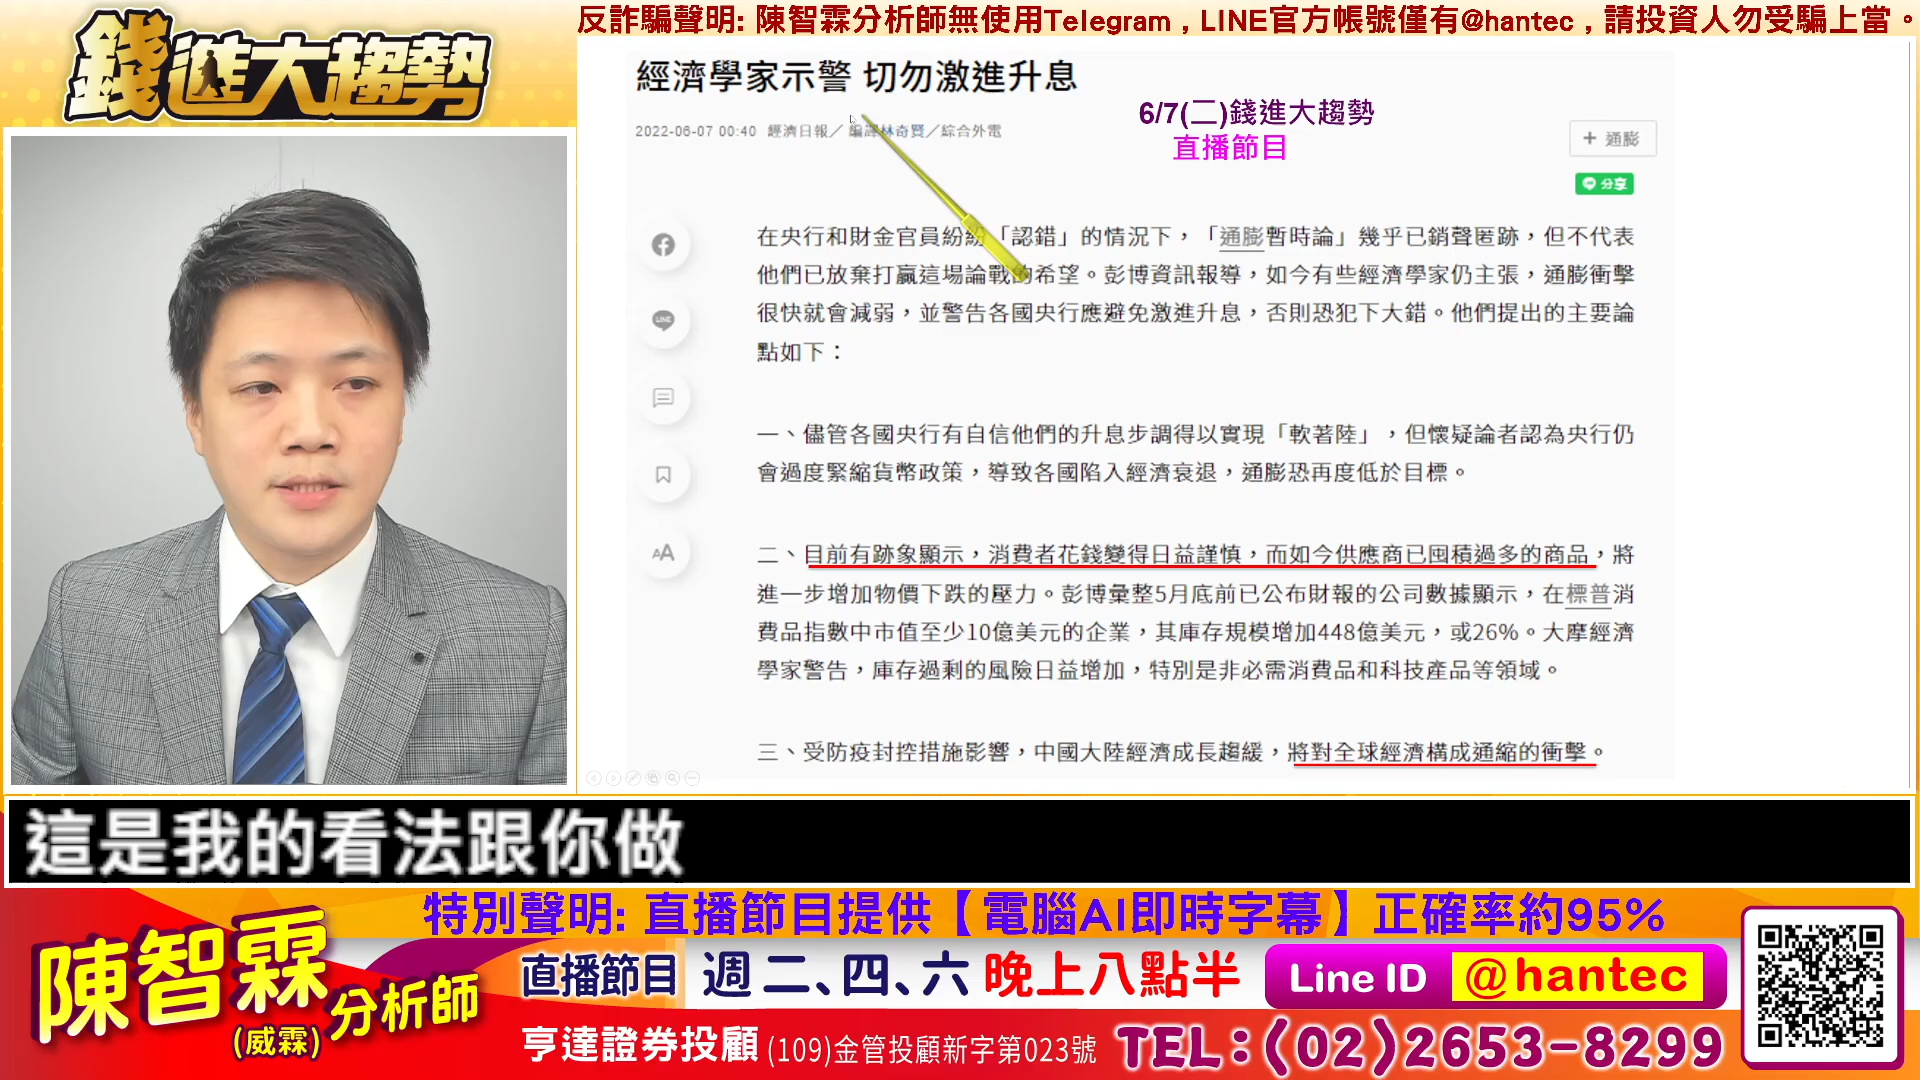 錢進大趨勢
反詐騙聲明: 陳智霖分析師無使用Telegram , LINE官方帳號僅有@hantec , 請投資人勿受騙上當。
經濟學家示警 切勿激進升息
2022-06-07 00:40 經濟日報／ 編譯林奇賢／綜合外電
6/7(二)錢進大趨勢
直播節目
+ 通膨
分享
在央行和財金官員紛紛「認錯」的情況下，「通膨暫時論」幾乎已銷聲匿跡，但不代表
他們已放棄打贏這場論戰的希望。彭博資訊報導，如今有些經濟學家仍主張，通膨衝擊
很快就會減弱，並警告各國央行應避免激進升息，否則恐犯下大錯。他們提出的主要論
點如下：
LINE
一、儘管各國央行有自信他們的升息步調得以實現「軟著陸」，但懷疑論者認為央行仍
會過度緊縮貨幣政策，導致各國陷入經濟衰退，通膨恐再度低於目標。
AA
二、目前有跡象顯示，消費者花錢變得日益謹慎，而如今供應商已囤積過多的商品，將
進一步增加物價下跌的壓力。彭博彙整5月底前已公布財報的公司數據顯示，在標普消
費品指數中市值至少10億美元的企業，其庫存規模增加448億美元，或26%。大摩經濟
學家警告，庫存過剩的風險日益增加，特別是非必需消費品和科技產品等領域。
三、受防疫封控措施影響，中國大陸經濟成長趨緩，將對全球經濟構成通縮的衝擊。
這是我的看法跟你做
特別聲明: 直播節目提供【電腦AI即時字幕】正確率約95%
陳智霖分析師
(威霖)
直播節目 週二、四、六 晚上八點半
Line ID @hantec
亨達證券投顧 (109)金管投顧新字第023號 TEL:(02)2653-8299